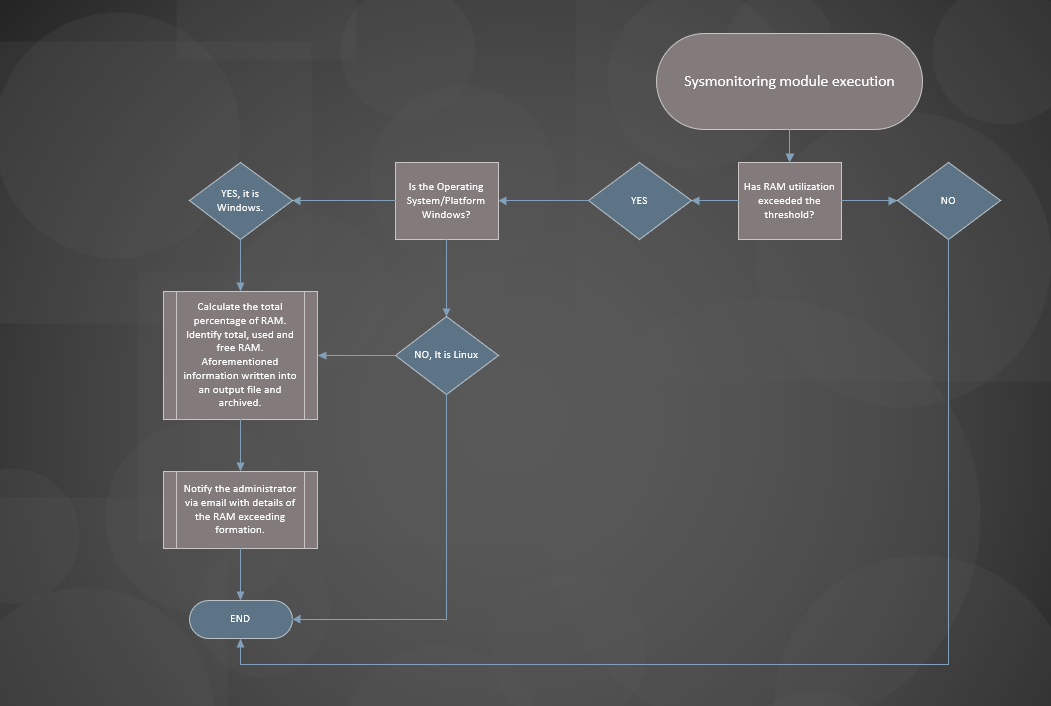 Sysmonitoring module execution
Has RAM utilization
exceeded the
threshold?
NO
YES
Is the Operating
System/Platform
Windows?
YES, it is
Windows.
NO, It is Linux
Calculate the total
percentage of RAM.
Identify total, used and
free RAM.
Aforementioned
information written into
an output file and
archived.
Notify the administrator
via email with details of
the RAM exceeding
formation.
END